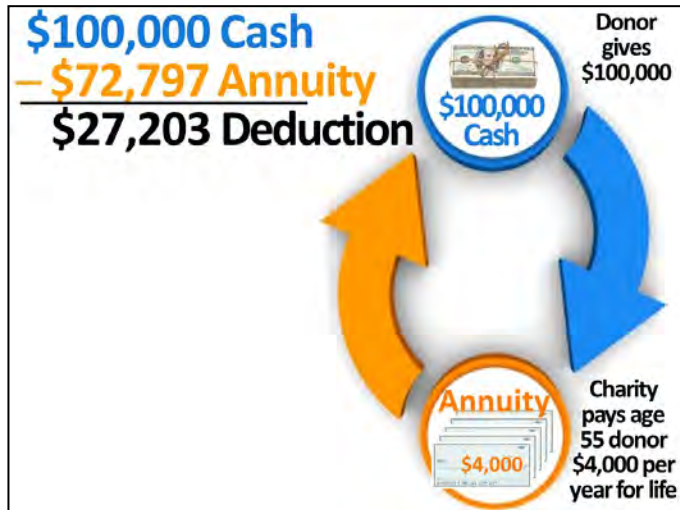 $100,000 Cash
– $72,797 Annuity
$27,203 Deduction
$100,000
Cash
Donor
gives
$100,000
Annuity
$4,000
Charity
pays age
55 donor
$4,000 per
year for life